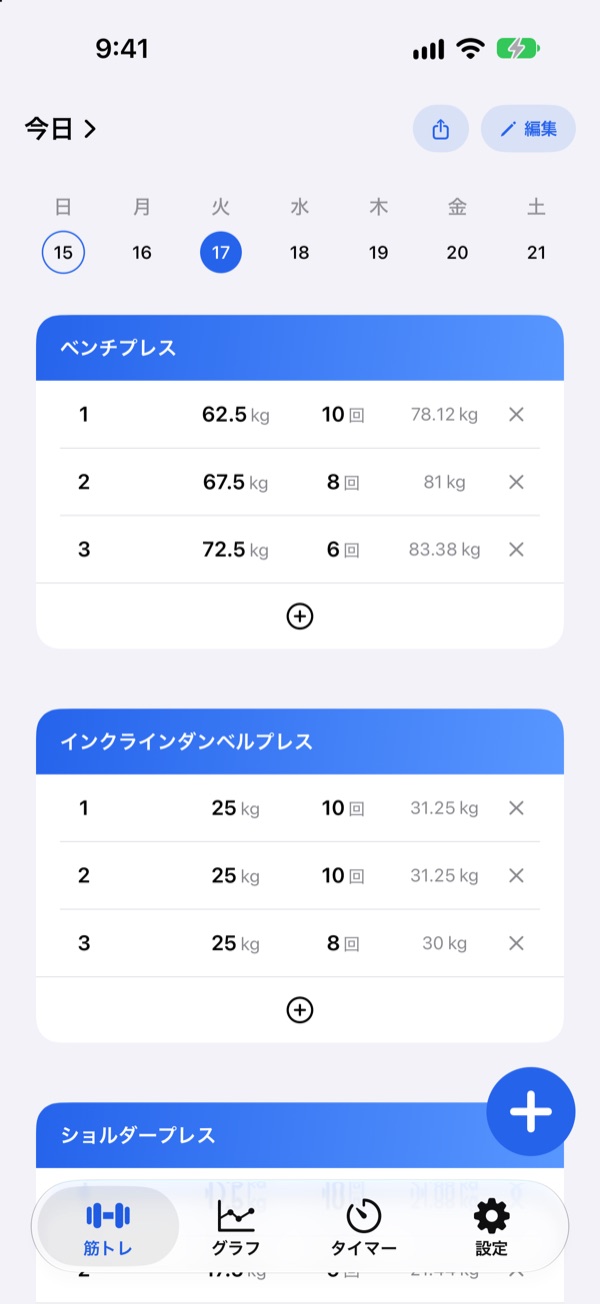 9:41
今日
編集
日 月 火 水 木 金 土
15 16 17 18 19 20 21
ベンチプレス
1 62.5 kg 10 回 78.12 kg
2 67.5 kg 8 回 81 kg
3 72.5 kg 6 回 83.38 kg
インクラインダンベルプレス
1 25 kg 10 回 31.25 kg
2 25 kg 10 回 31.25 kg
3 25 kg 8 回 30 kg
ショルダープレス
筋トレ グラフ タイマー 設定